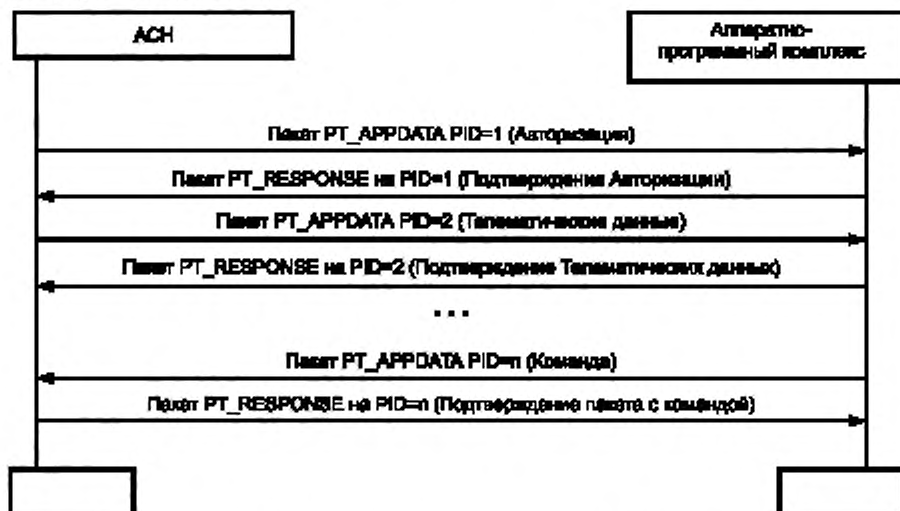 АСН
Аппаратно-
программный комплекс
Пакет PT_APPDATA PID=1 (Авторизация)
Пакет PT_RESPONSE на PID=1 (Подтверждение Авторизации)
Пакет PT_APPDATA PID=2 (Телематические данные)
Пакет PT_RESPONSE на PID=2 (Подтверждение Телематических данных)
...
Пакет PT_APPDATA PID=n (Команда)
Пакет PT_RESPONSE на PID=n (Подтверждение пакета с командой)